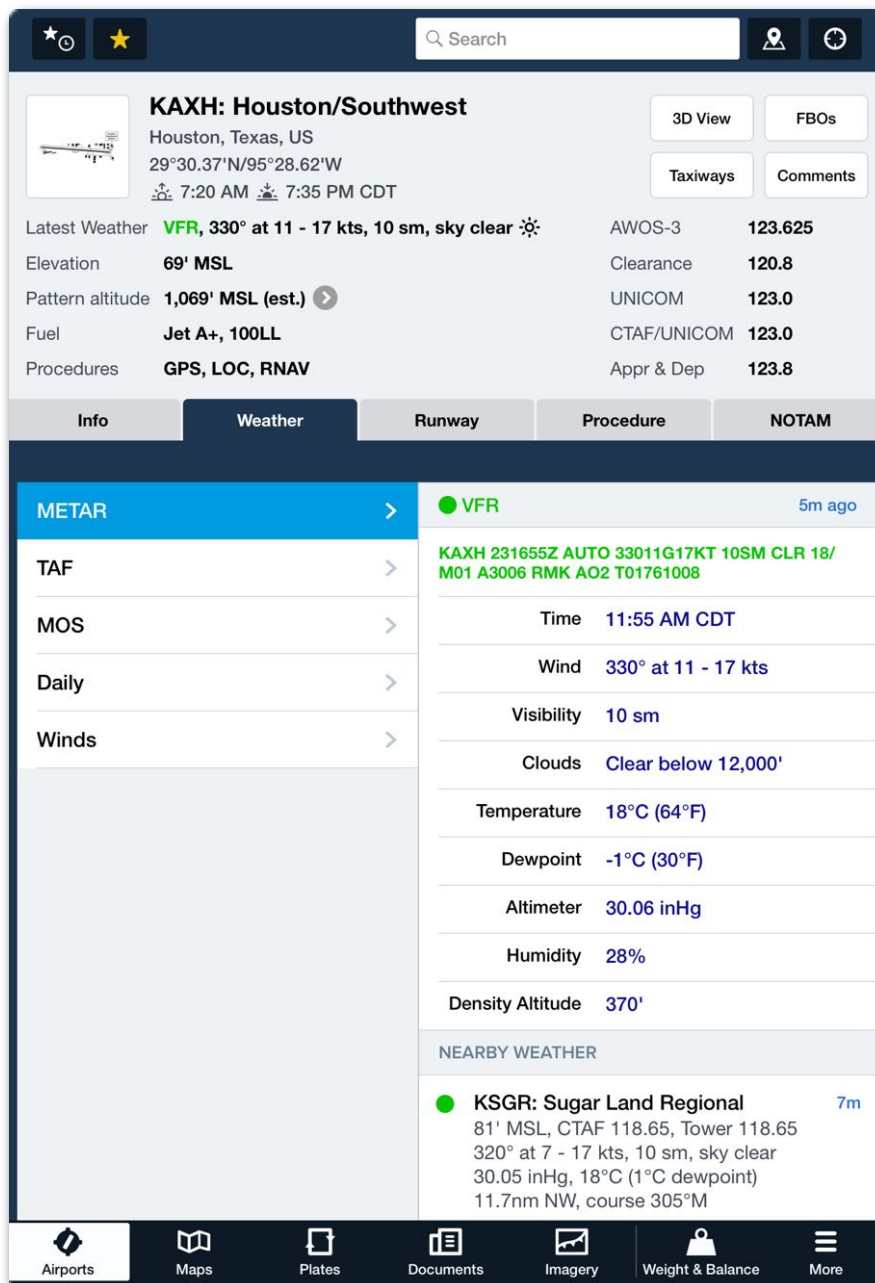 Search
KAXH: Houston/Southwest
Houston, Texas, US
29°30.37'N/95°28.62'W
7:20 AM 7:35 PM CDT
3D View
FBOs
Taxiways
Comments
Latest Weather VFR, 330° at 11 - 17 kts, 10 sm, sky clear
Elevation 69' MSL
Pattern altitude 1,069' MSL (est.)
Fuel Jet A+, 100LL
Procedures GPS, LOC, RNAV
AWOS-3 123.625
Clearance 120.8
UNICOM 123.0
CTAF/UNICOM 123.0
Appr & Dep 123.8
Info Weather Runway Procedure NOTAM
METAR
TAF
MOS
Daily
Winds
VFR 5m ago
KAXH 231655Z AUTO 33011G17KT 10SM CLR 18/
M01 A3006 RMK AO2 T01761008
Time 11:55 AM CDT
Wind 330° at 11 - 17 kts
Visibility 10 sm
Clouds Clear below 12,000'
Temperature 18°C (64°F)
Dewpoint -1°C (30°F)
Altimeter 30.06 inHg
Humidity 28%
Density Altitude 370'
NEARBY WEATHER
KSGR: Sugar Land Regional 7m
81' MSL, CTAF 118.65, Tower 118.65
320° at 7 - 17 kts, 10 sm, sky clear
30.05 inHg, 18°C (1°C dewpoint)
11.7nm NW, course 305°M
Airports Maps Plates Documents Imagery Weight & Balance More